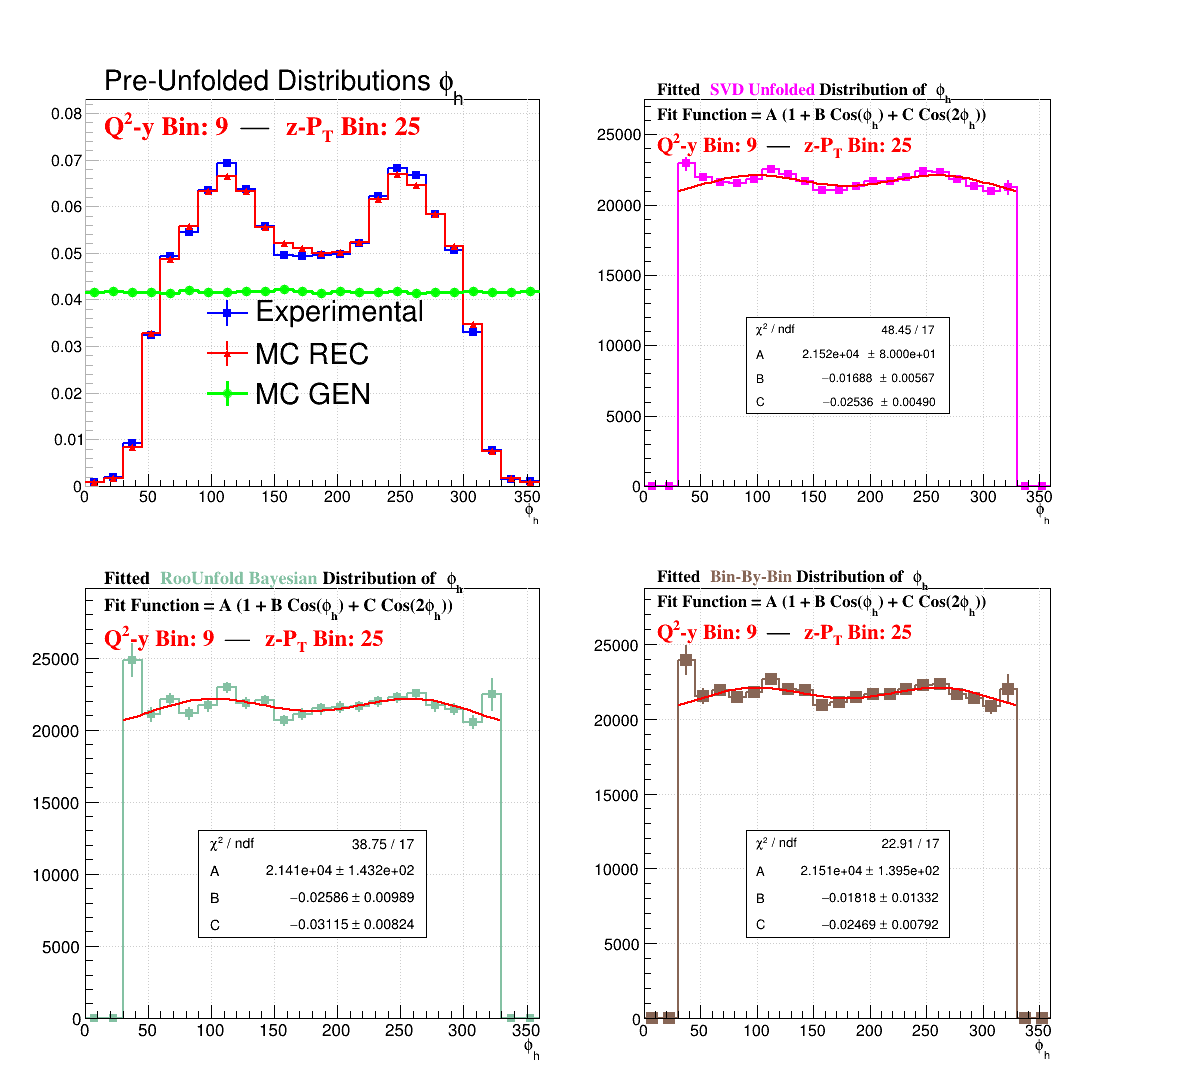 Pre-Unfolded Distributions ϕh
Q²-y Bin: 9 — z-PT Bin: 25
0.08
0.07
0.06
0.05
0.04
0.03
0.02
0.01
0
Experimental
MC REC
MC GEN
0 50 100 150 200 250 300 350
ϕh
Fitted SVD Unfolded Distribution of ϕh
Fit Function = A (1 + B Cos(ϕh) + C Cos(2ϕh))
Q²-y Bin: 9 — z-PT Bin: 25
25000
20000
15000
10000
5000
0
χ² / ndf 48.45 / 17
A 2.152e+04 ± 8.000e+01
B −0.01688 ± 0.00567
C −0.02536 ± 0.00490
0 50 100 150 200 250 300 350
ϕh
Fitted RooUnfold Bayesian Distribution of ϕh
Fit Function = A (1 + B Cos(ϕh) + C Cos(2ϕh))
Q²-y Bin: 9 — z-PT Bin: 25
25000
20000
15000
10000
5000
0
χ² / ndf 38.75 / 17
A 2.141e+04 ± 1.432e+02
B −0.02586 ± 0.00989
C −0.03115 ± 0.00824
0 50 100 150 200 250 300 350
ϕh
Fitted Bin-By-Bin Distribution of ϕh
Fit Function = A (1 + B Cos(ϕh) + C Cos(2ϕh))
Q²-y Bin: 9 — z-PT Bin: 25
25000
20000
15000
10000
5000
0
χ² / ndf 22.91 / 17
A 2.151e+04 ± 1.395e+02
B −0.01818 ± 0.01332
C −0.02469 ± 0.00792
0 50 100 150 200 250 300 350
ϕh